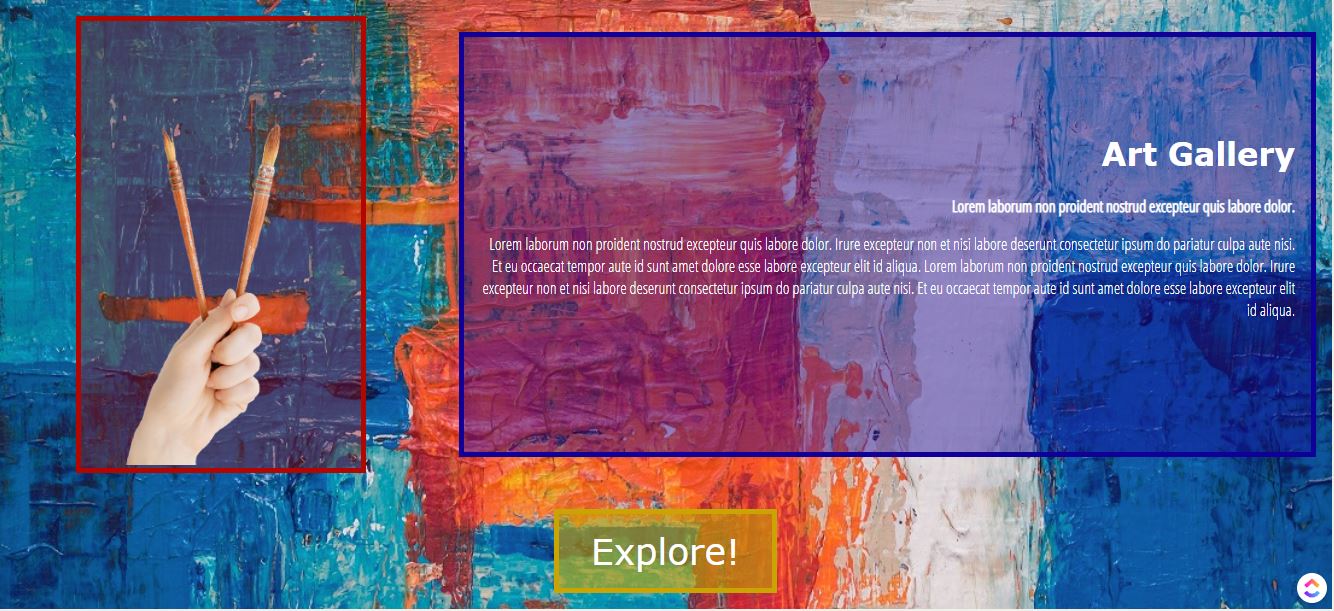 Art Gallery
Lorem laborum non proident nostrud excepteur quis labore dolor.
Lorem laborum non proident nostrud excepteur quis labore dolor. Irure excepteur non et nisi labore deserunt consectetur ipsum do pariatur culpa aute nisi.
Et eu occaecat tempor aute id sunt amet dolore esse labore excepteur elit id aliqua. Lorem laborum non proident nostrud excepteur quis labore dolor. Irure
excepteur non et nisi labore deserunt consectetur ipsum do pariatur culpa aute nisi. Et eu occaecat tempor aute id sunt amet dolore esse labore excepteur elit
id aliqua.
Explore!